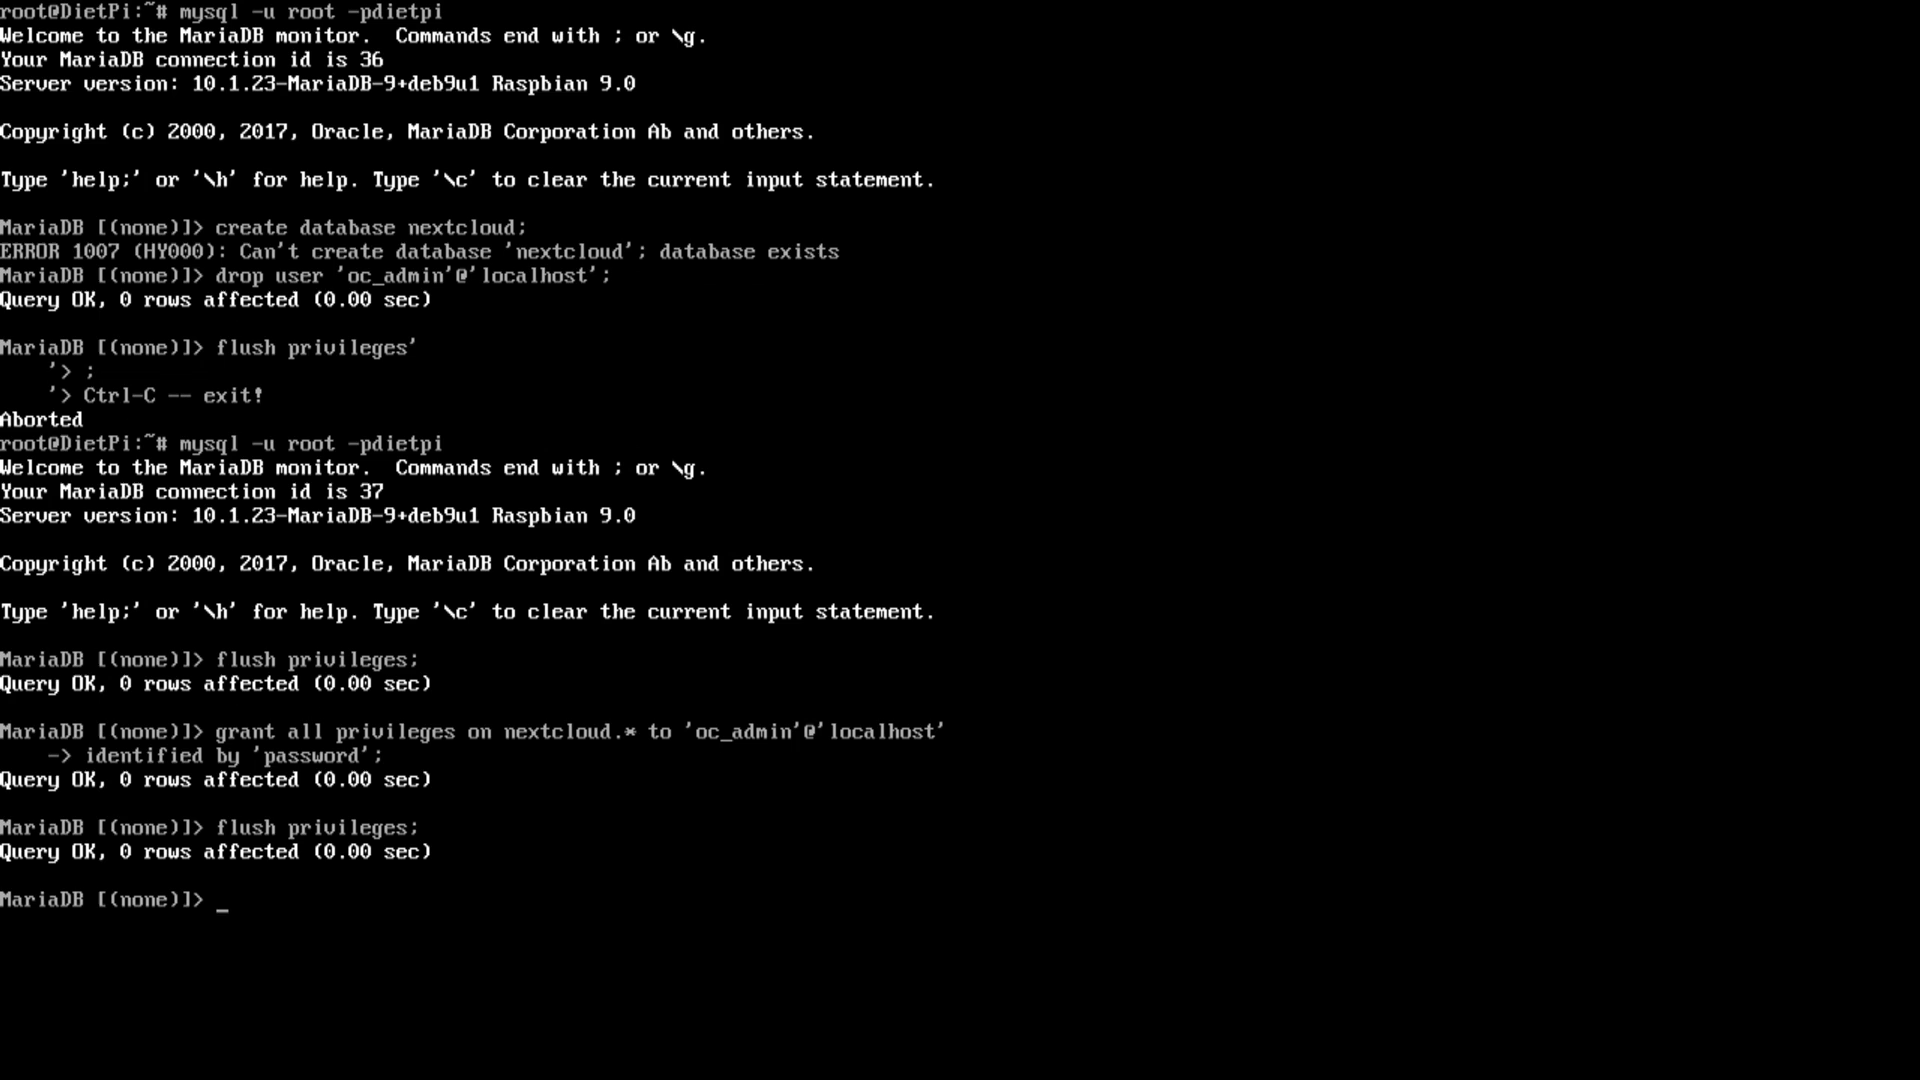 root@DietPi:~# mysql -u root -pdietpi
Welcome to the MariaDB monitor.  Commands end with ; or \g.
Your MariaDB connection id is 36
Server version: 10.1.23-MariaDB-9+deb9u1 Raspbian 9.0

Copyright (c) 2000, 2017, Oracle, MariaDB Corporation Ab and others.

Type 'help;' or '\h' for help. Type '\c' to clear the current input statement.

MariaDB [(none)]> create database nextcloud;
ERROR 1007 (HY000): Can't create database 'nextcloud'; database exists
MariaDB [(none)]> drop user 'oc_admin'@'localhost';
Query OK, 0 rows affected (0.00 sec)

MariaDB [(none)]> flush privileges'
    '> ;
    '> Ctrl-C -- exit!
Aborted
root@DietPi:~# mysql -u root -pdietpi
Welcome to the MariaDB monitor.  Commands end with ; or \g.
Your MariaDB connection id is 37
Server version: 10.1.23-MariaDB-9+deb9u1 Raspbian 9.0

Copyright (c) 2000, 2017, Oracle, MariaDB Corporation Ab and others.

Type 'help;' or '\h' for help. Type '\c' to clear the current input statement.

MariaDB [(none)]> flush privileges;
Query OK, 0 rows affected (0.00 sec)

MariaDB [(none)]> grant all privileges on nextcloud.* to 'oc_admin'@'localhost'
    -> identified by 'password';
Query OK, 0 rows affected (0.00 sec)

MariaDB [(none)]> flush privileges;
Query OK, 0 rows affected (0.00 sec)

MariaDB [(none)]> _